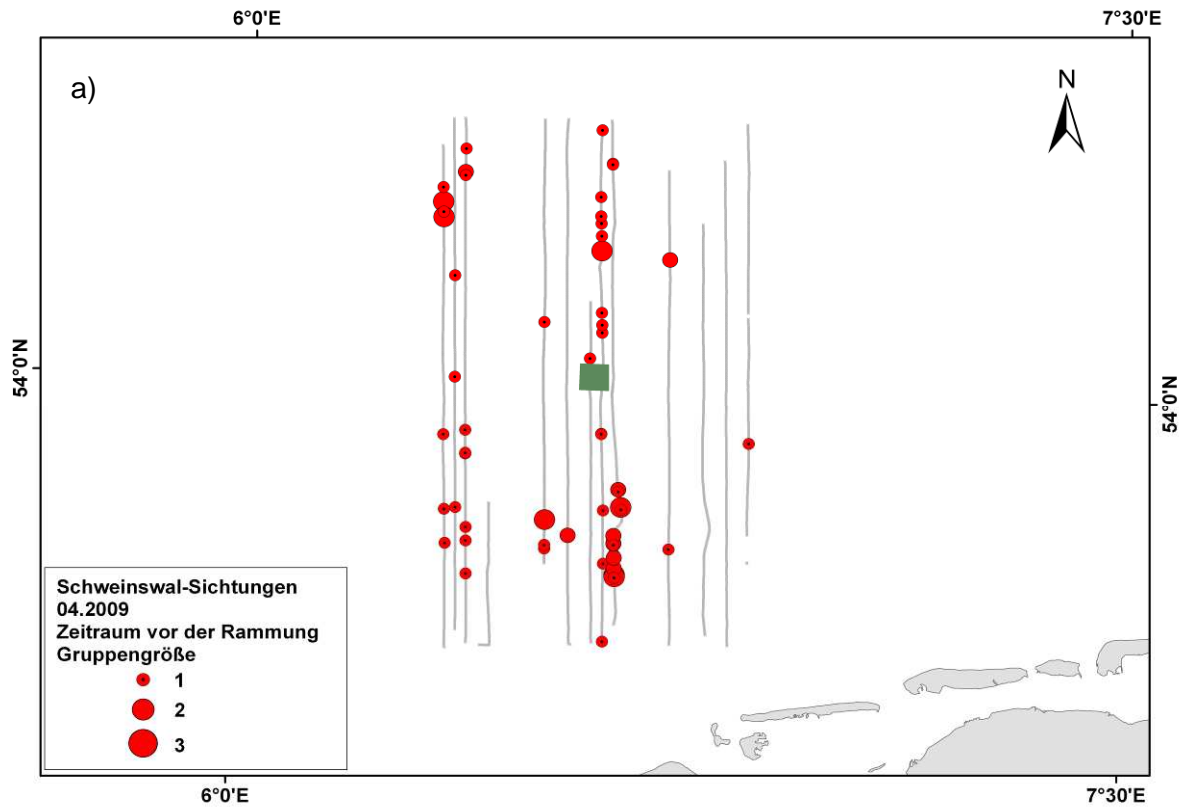 6°0'E 7°30'E
a)
N
54°0'N
54°0'N
Schweinswal-Sichtungen
04.2009
Zeitraum vor der Rammung
Gruppengröße
1
2
3
6°0'E 7°30'E